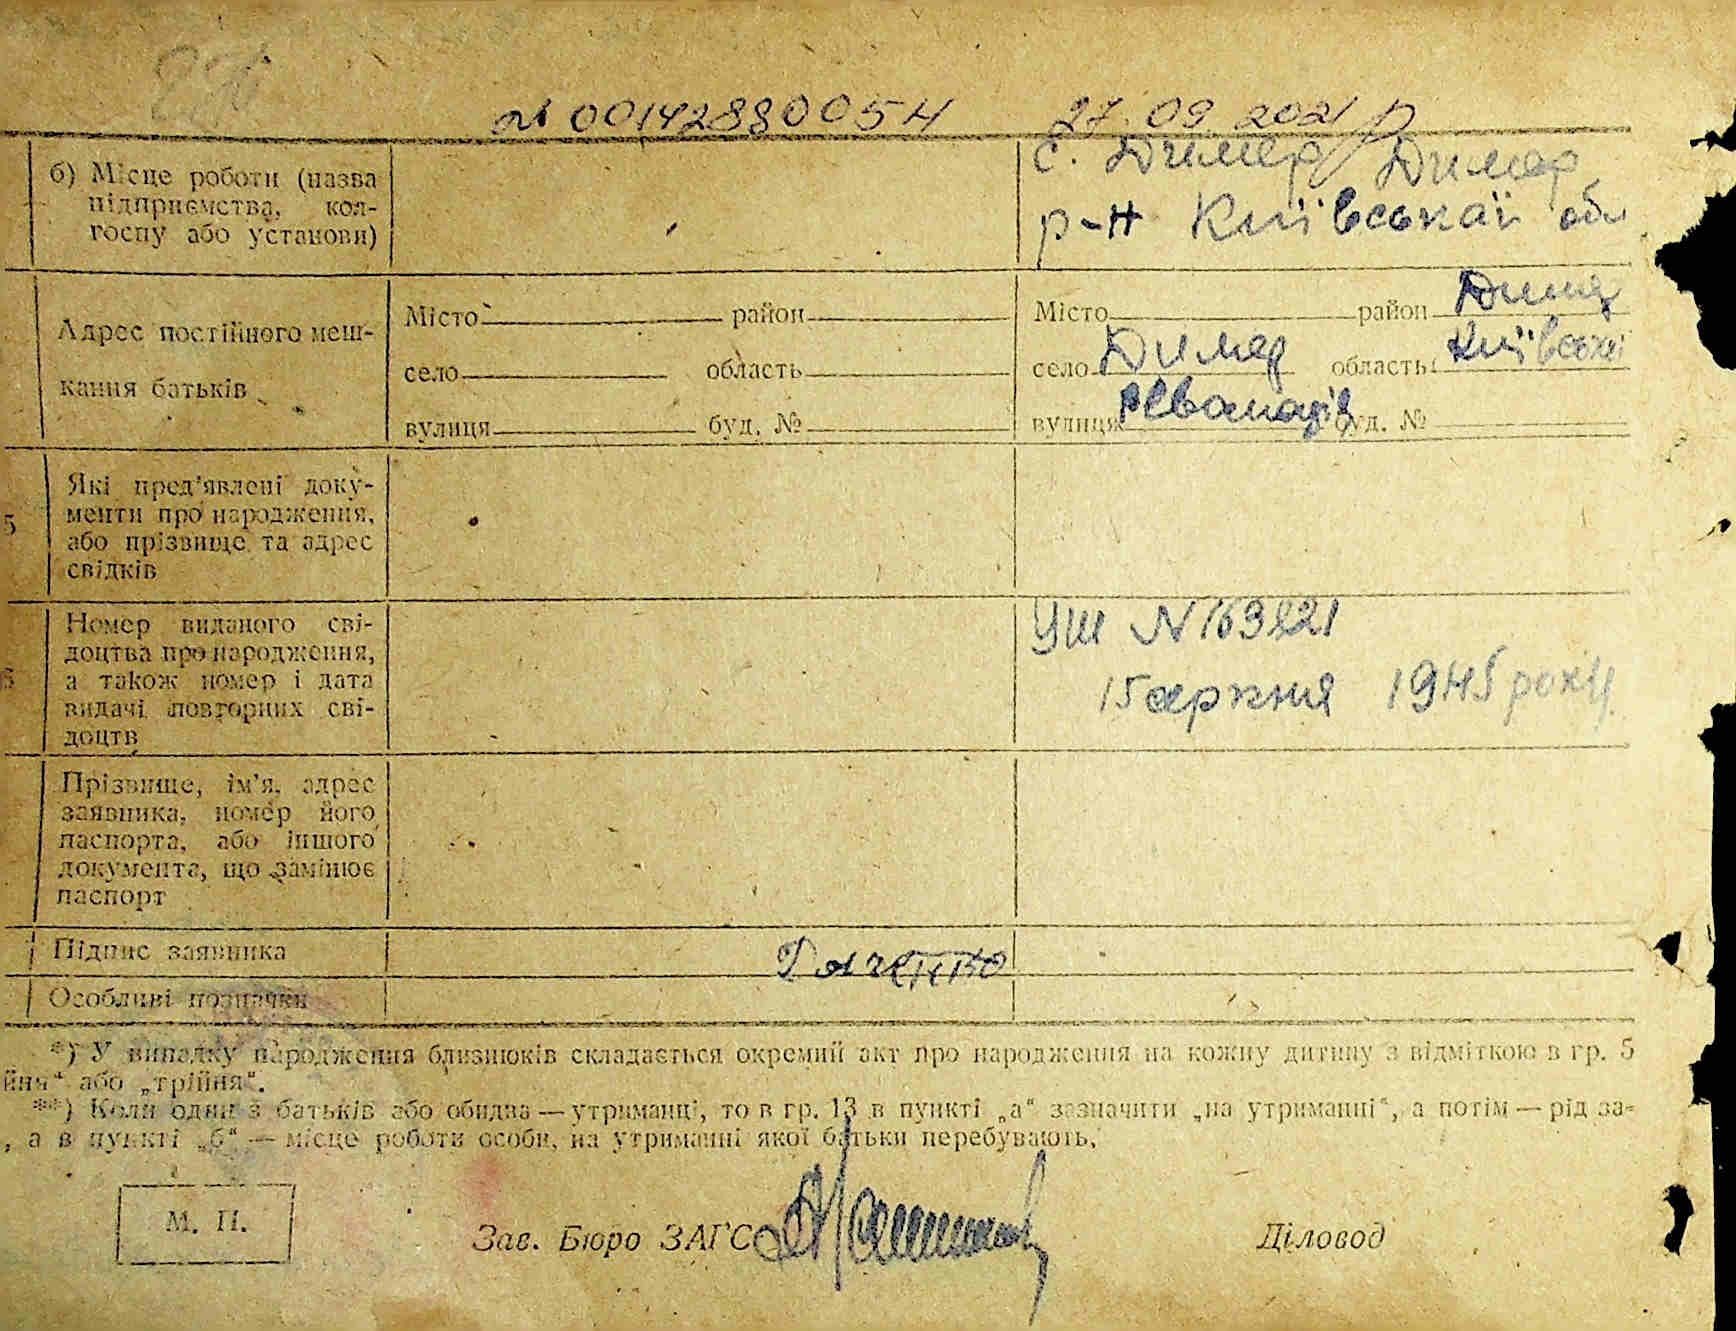 № 00142880054 27.09.2021 р
б) Місце роботи (назва підприємства, кол-
госпу або установи)
с. Димер Димер
р-н Київської обл
Адрес постійного меш-
кання батьків
Місто район
село область
вулиця буд. №
Місто район Димер
село Димер область Київська
вулиця буд. №
5
Які пред'явлені доку-
менти про народження,
або прізвище та адрес
свідків
Номер виданого сві-
доцтва про народження,
а також номер і дата
видачі повторних сві-
доцтв
УШ N 163821
15 серпня 1945 року
Прізвище, ім'я, адрес
заявника, номер його
паспорта, або іншого
документа, що замінює
паспорт
Підпис заявника
Особливі позначки
*) У випадку народження близнюків складається окремий акт про народження на кожну дитину з відміткою в гр. 5
йня" або „трійня".
**) Коли один з батьків або обидва — утриманці, то в гр. 13 в пункті „а" зазначити „на утриманні", а потім — рід за-
, а в пункті „б" — місце роботи особи, на утриманні якої батьки перебувають.
М. П.
Зав. Бюро ЗАГС
Діловод